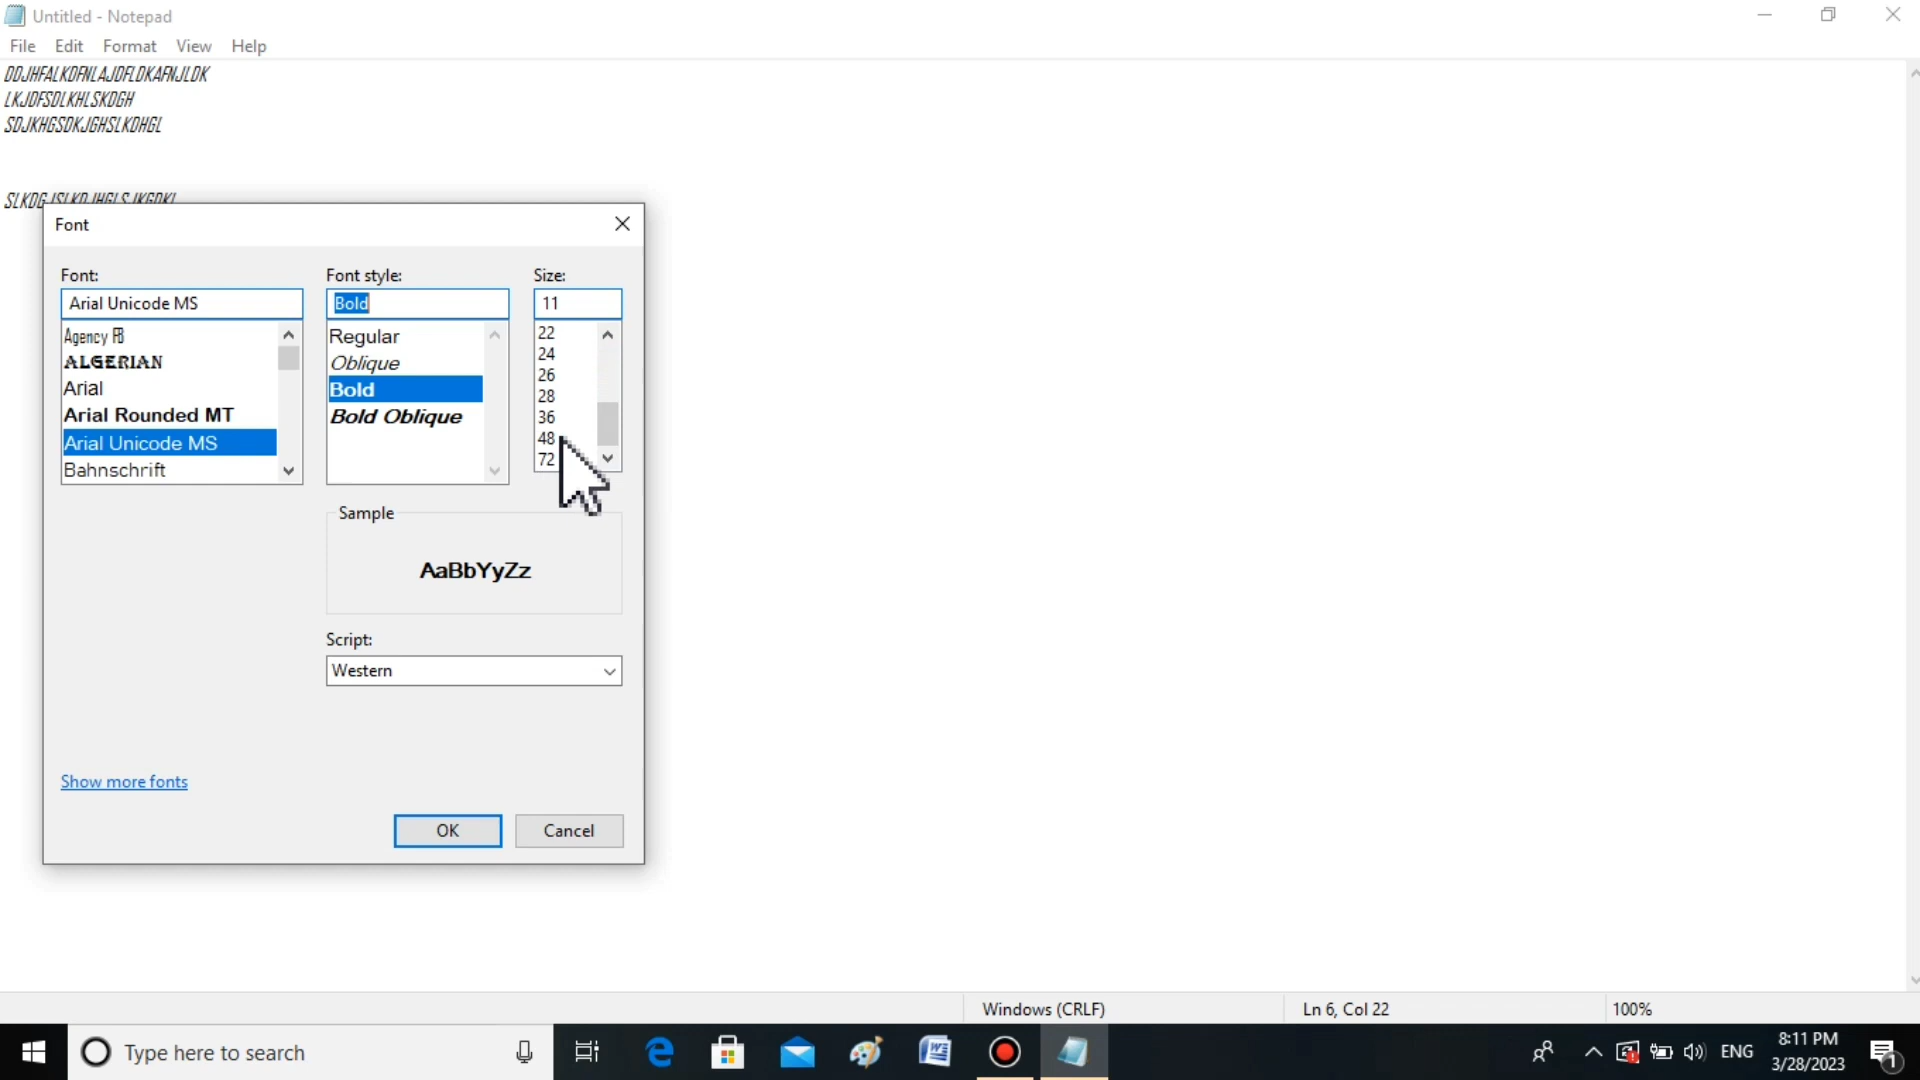 Untitled - Notepad
File Edit Format View Help
DDJHFALKDFNLAJDFLDKAFNJLDK
LKJDFSDLKHLSKDGH
SDJKHGSDKJGHSLKDHGL
Font
Font: Font style: Size:
Arial Unicode MS Bold 11
Agency FB Regular 22
ALGERIAN Oblique 24
Arial Bold 26
Arial Rounded MT Bold Oblique 28
Arial Unicode MS 36
Bahnschrift 48
72
Sample
AaBbYyZz
Script:
Western
Show more fonts
OK Cancel
Windows (CRLF) Ln 6, Col 22 100%
Type here to search
ENG 8:11 PM
3/28/2023
1